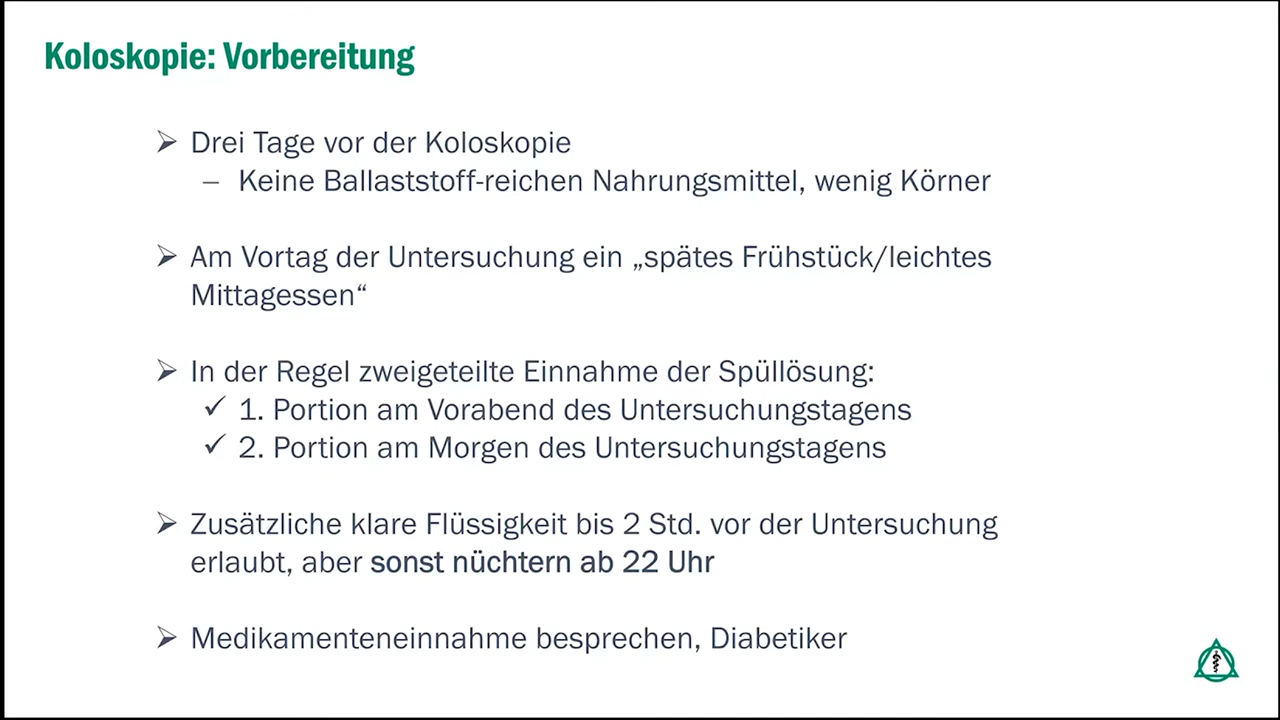 Koloskopie: Vorbereitung
➢ Drei Tage vor der Koloskopie
– Keine Ballaststoff-reichen Nahrungsmittel, wenig Körner
➢ Am Vortag der Untersuchung ein „spätes Frühstück/leichtes
Mittagessen“
➢ In der Regel zweigeteilte Einnahme der Spüllösung:
✓ 1. Portion am Vorabend des Untersuchungstagens
✓ 2. Portion am Morgen des Untersuchungstagens
➢ Zusätzliche klare Flüssigkeit bis 2 Std. vor der Untersuchung
erlaubt, aber sonst nüchtern ab 22 Uhr
➢ Medikamenteneinnahme besprechen, Diabetiker